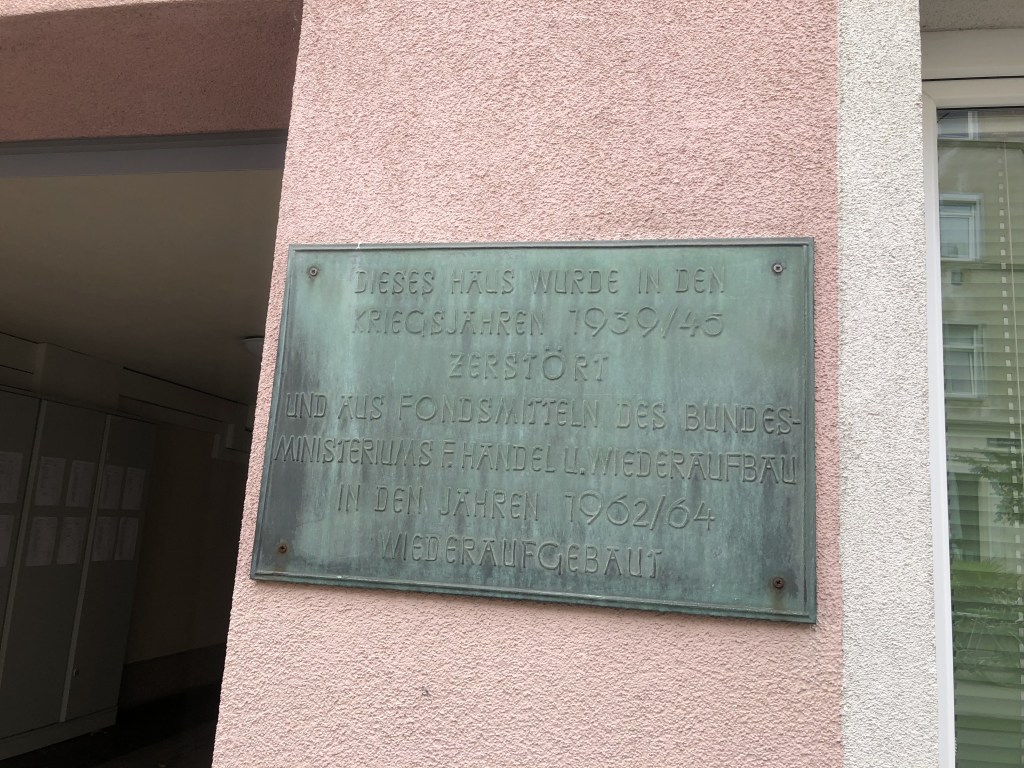 DIESES HAUS WURDE IN DEN
KRIEGSJAHREN 1939/45
ZERSTÖRT
UND AUS FONDSMITTELN DES BUNDES-
MINISTERIUMS F. HANDEL U. WIEDERAUFBAU
IN DEN JAHREN 1962/64
WIEDERAUFGEBAUT